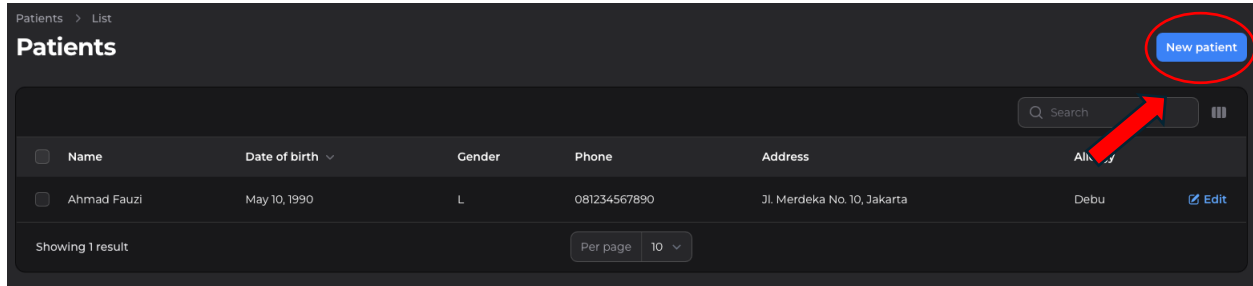 Patients > List
Patients
New patient
Search
Name Date of birth Gender Phone Address
Ahmad Fauzi May 10, 1990 L 081234567890 Jl. Merdeka No. 10, Jakarta Debu Edit
Showing 1 result Per page 10